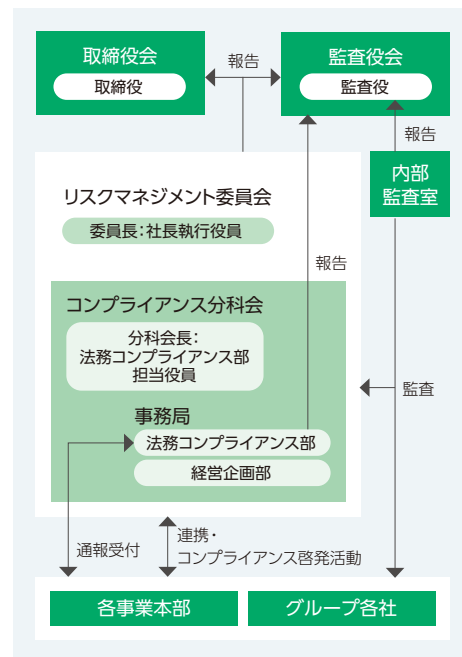 取締役会
取締役
報告
監査役会
監査役
報告
内部
監査室
リスクマネジメント委員会
委員長:社長執行役員
報告
コンプライアンス分科会
分科会長:
法務コンプライアンス部
担当役員
監査
事務局
法務コンプライアンス部
経営企画部
通報受付
連携・
コンプライアンス啓発活動
各事業本部
グループ各社